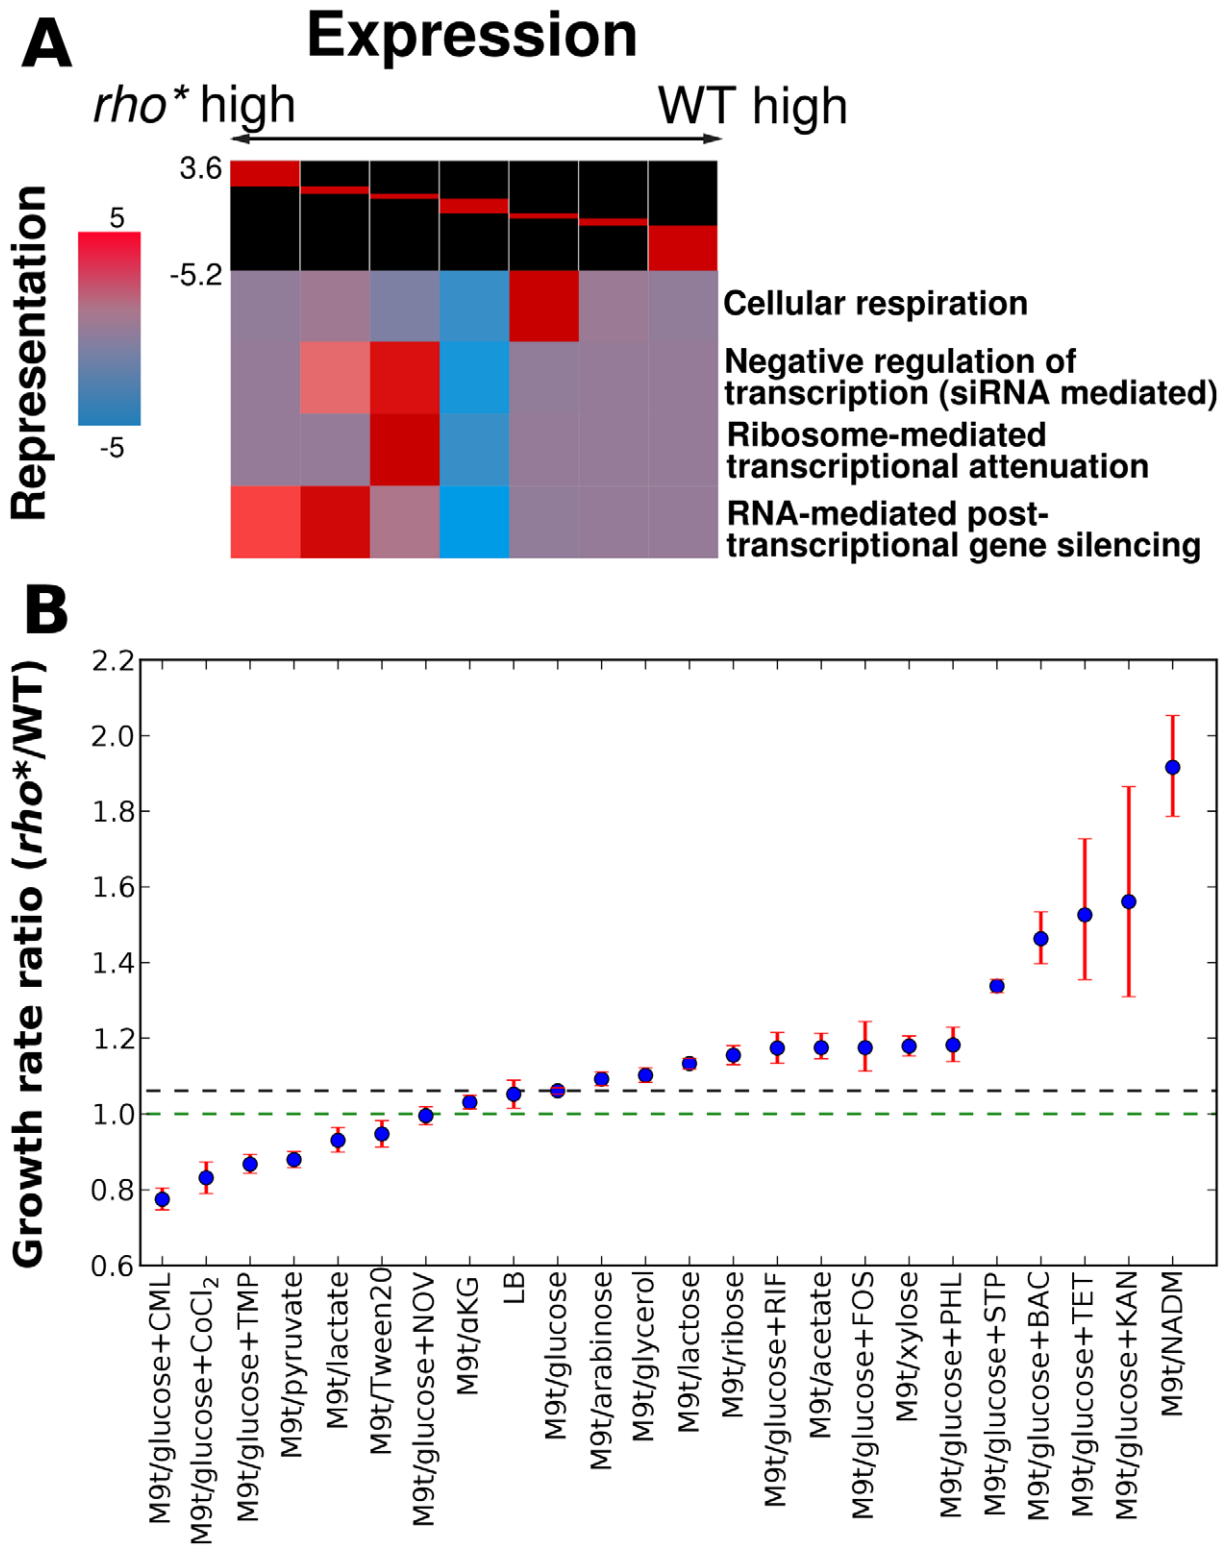 A
Expression
rho* high
WT high
3.6
-5.2
Representation
5
-5
Cellular respiration
Negative regulation of
transcription (siRNA mediated)
Ribosome-mediated
transcriptional attenuation
RNA-mediated post-
transcriptional gene silencing
B
Growth rate ratio (rho*/WT)
2.2
2.0
1.8
1.6
1.4
1.2
1.0
0.8
0.6
M9t/glucose+CML
M9t/glucose+CoCl₂
M9t/glucose+TMP
M9t/pyruvate
M9t/lactate
M9t/Tween20
M9t/glucose+NOV
M9t/αKG
LB
M9t/glucose
M9t/arabinose
M9t/glycerol
M9t/lactose
M9t/ribose
M9t/glucose+RIF
M9t/acetate
M9t/glucose+FOS
M9t/xylose
M9t/glucose+PHL
M9t/glucose+STP
M9t/glucose+BAC
M9t/glucose+TET
M9t/glucose+KAN
M9t/NADM